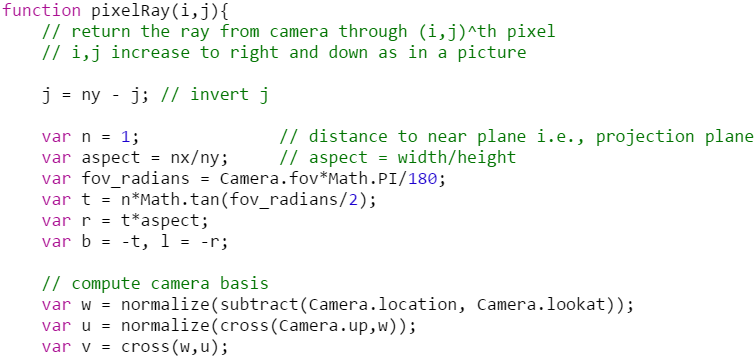 function pixelRay(i,j){
// return the ray from camera through (i,j)^th pixel
// i,j increase to right and down as in a picture
j = ny - j; // invert j
var n = 1; // distance to near plane i.e., projection plane
var aspect = nx/ny; // aspect = width/height
var fov_radians = Camera.fov*Math.PI/180;
var t = n*Math.tan(fov_radians/2);
var r = t*aspect;
var b = -t, l = -r;
// compute camera basis
var w = normalize(subtract(Camera.location, Camera.lookat));
var u = normalize(cross(Camera.up,w));
var v = cross(w,u);